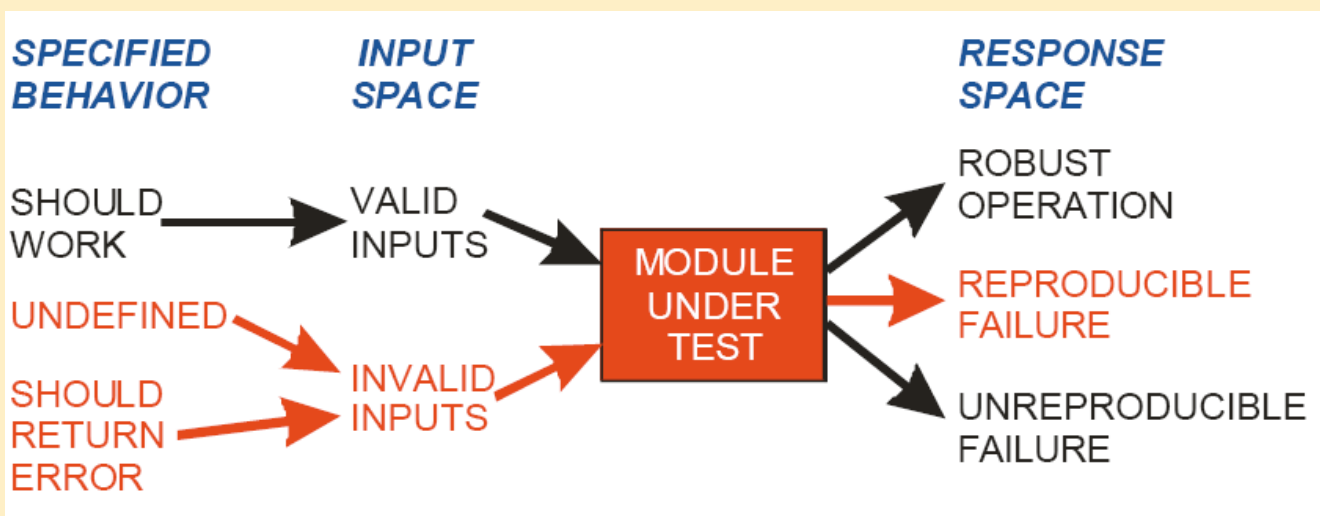 SPECIFIED
BEHAVIOR
INPUT
SPACE
RESPONSE
SPACE
SHOULD
WORK
VALID
INPUTS
UNDEFINED
SHOULD
RETURN
ERROR
INVALID
INPUTS
MODULE
UNDER
TEST
ROBUST
OPERATION
REPRODUCIBLE
FAILURE
UNREPRODUCIBLE
FAILURE